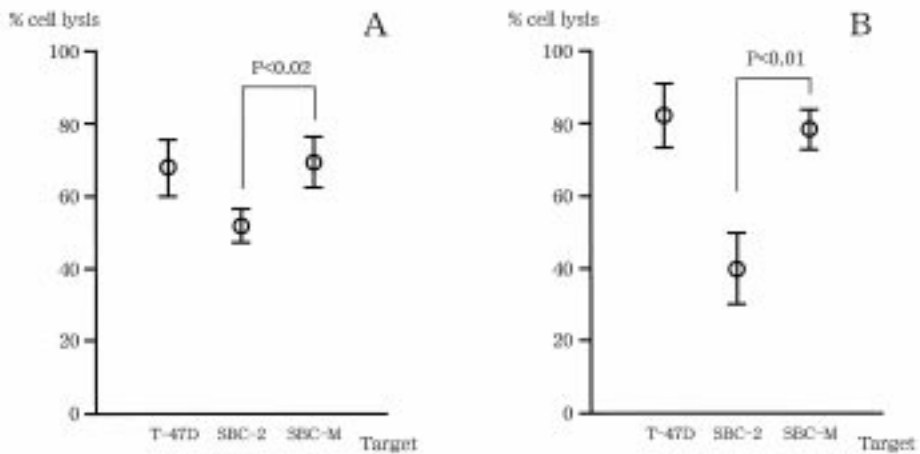 % cell lysis
A
100
P<0.02
80
60
40
20
0
T-47D SBC-2 SBC-M
Target
% cell lysis
B
100
P<0.01
80
60
40
20
0
T-47D SBC-2 SBC-M
Target